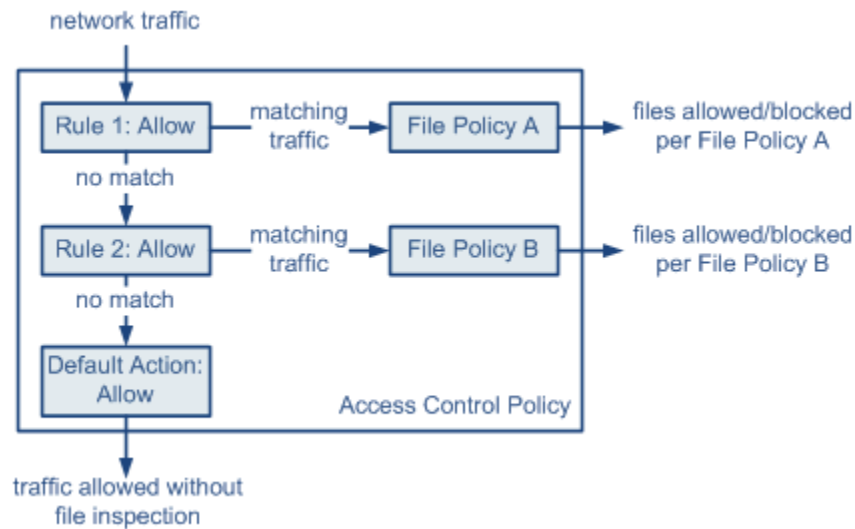 network traffic
Rule 1: Allow
matching
traffic
File Policy A
files allowed/blocked
per File Policy A
no match
Rule 2: Allow
matching
traffic
File Policy B
files allowed/blocked
per File Policy B
no match
Default Action:
Allow
Access Control Policy
traffic allowed without
file inspection